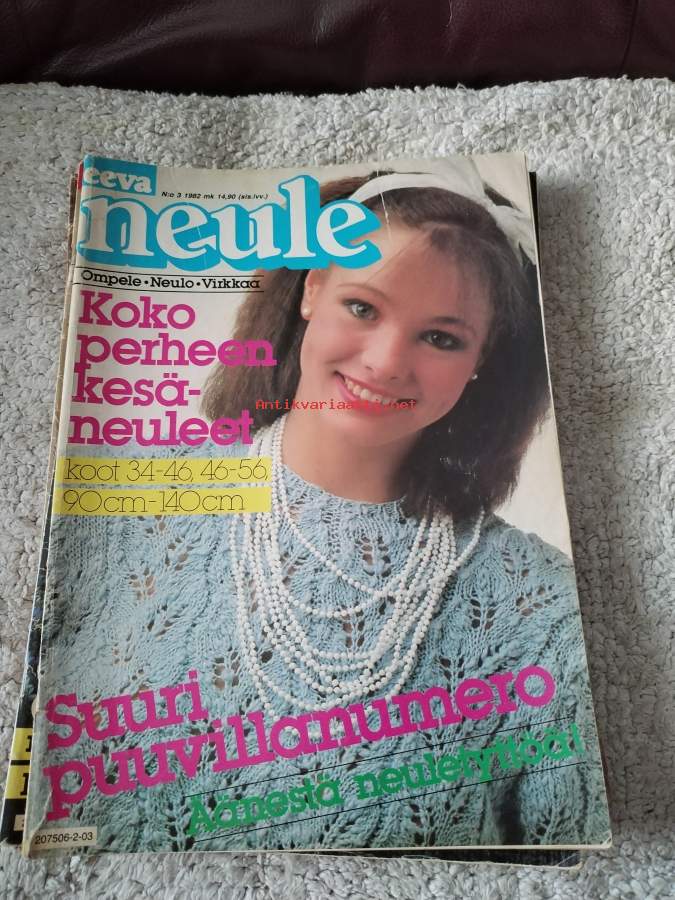 eeva
neule
N:o 3 1982 mk 14,90 (sis.lvv.)
Ompele • Neulo • Virkkaa
Koko
perheen
kesä-
neuleet
koot 34-46, 46-56,
90cm-140cm
Antikvariaatti.net
Suuri
puuvillanumero
Äänestä neuletyttöä!
207506-2-03